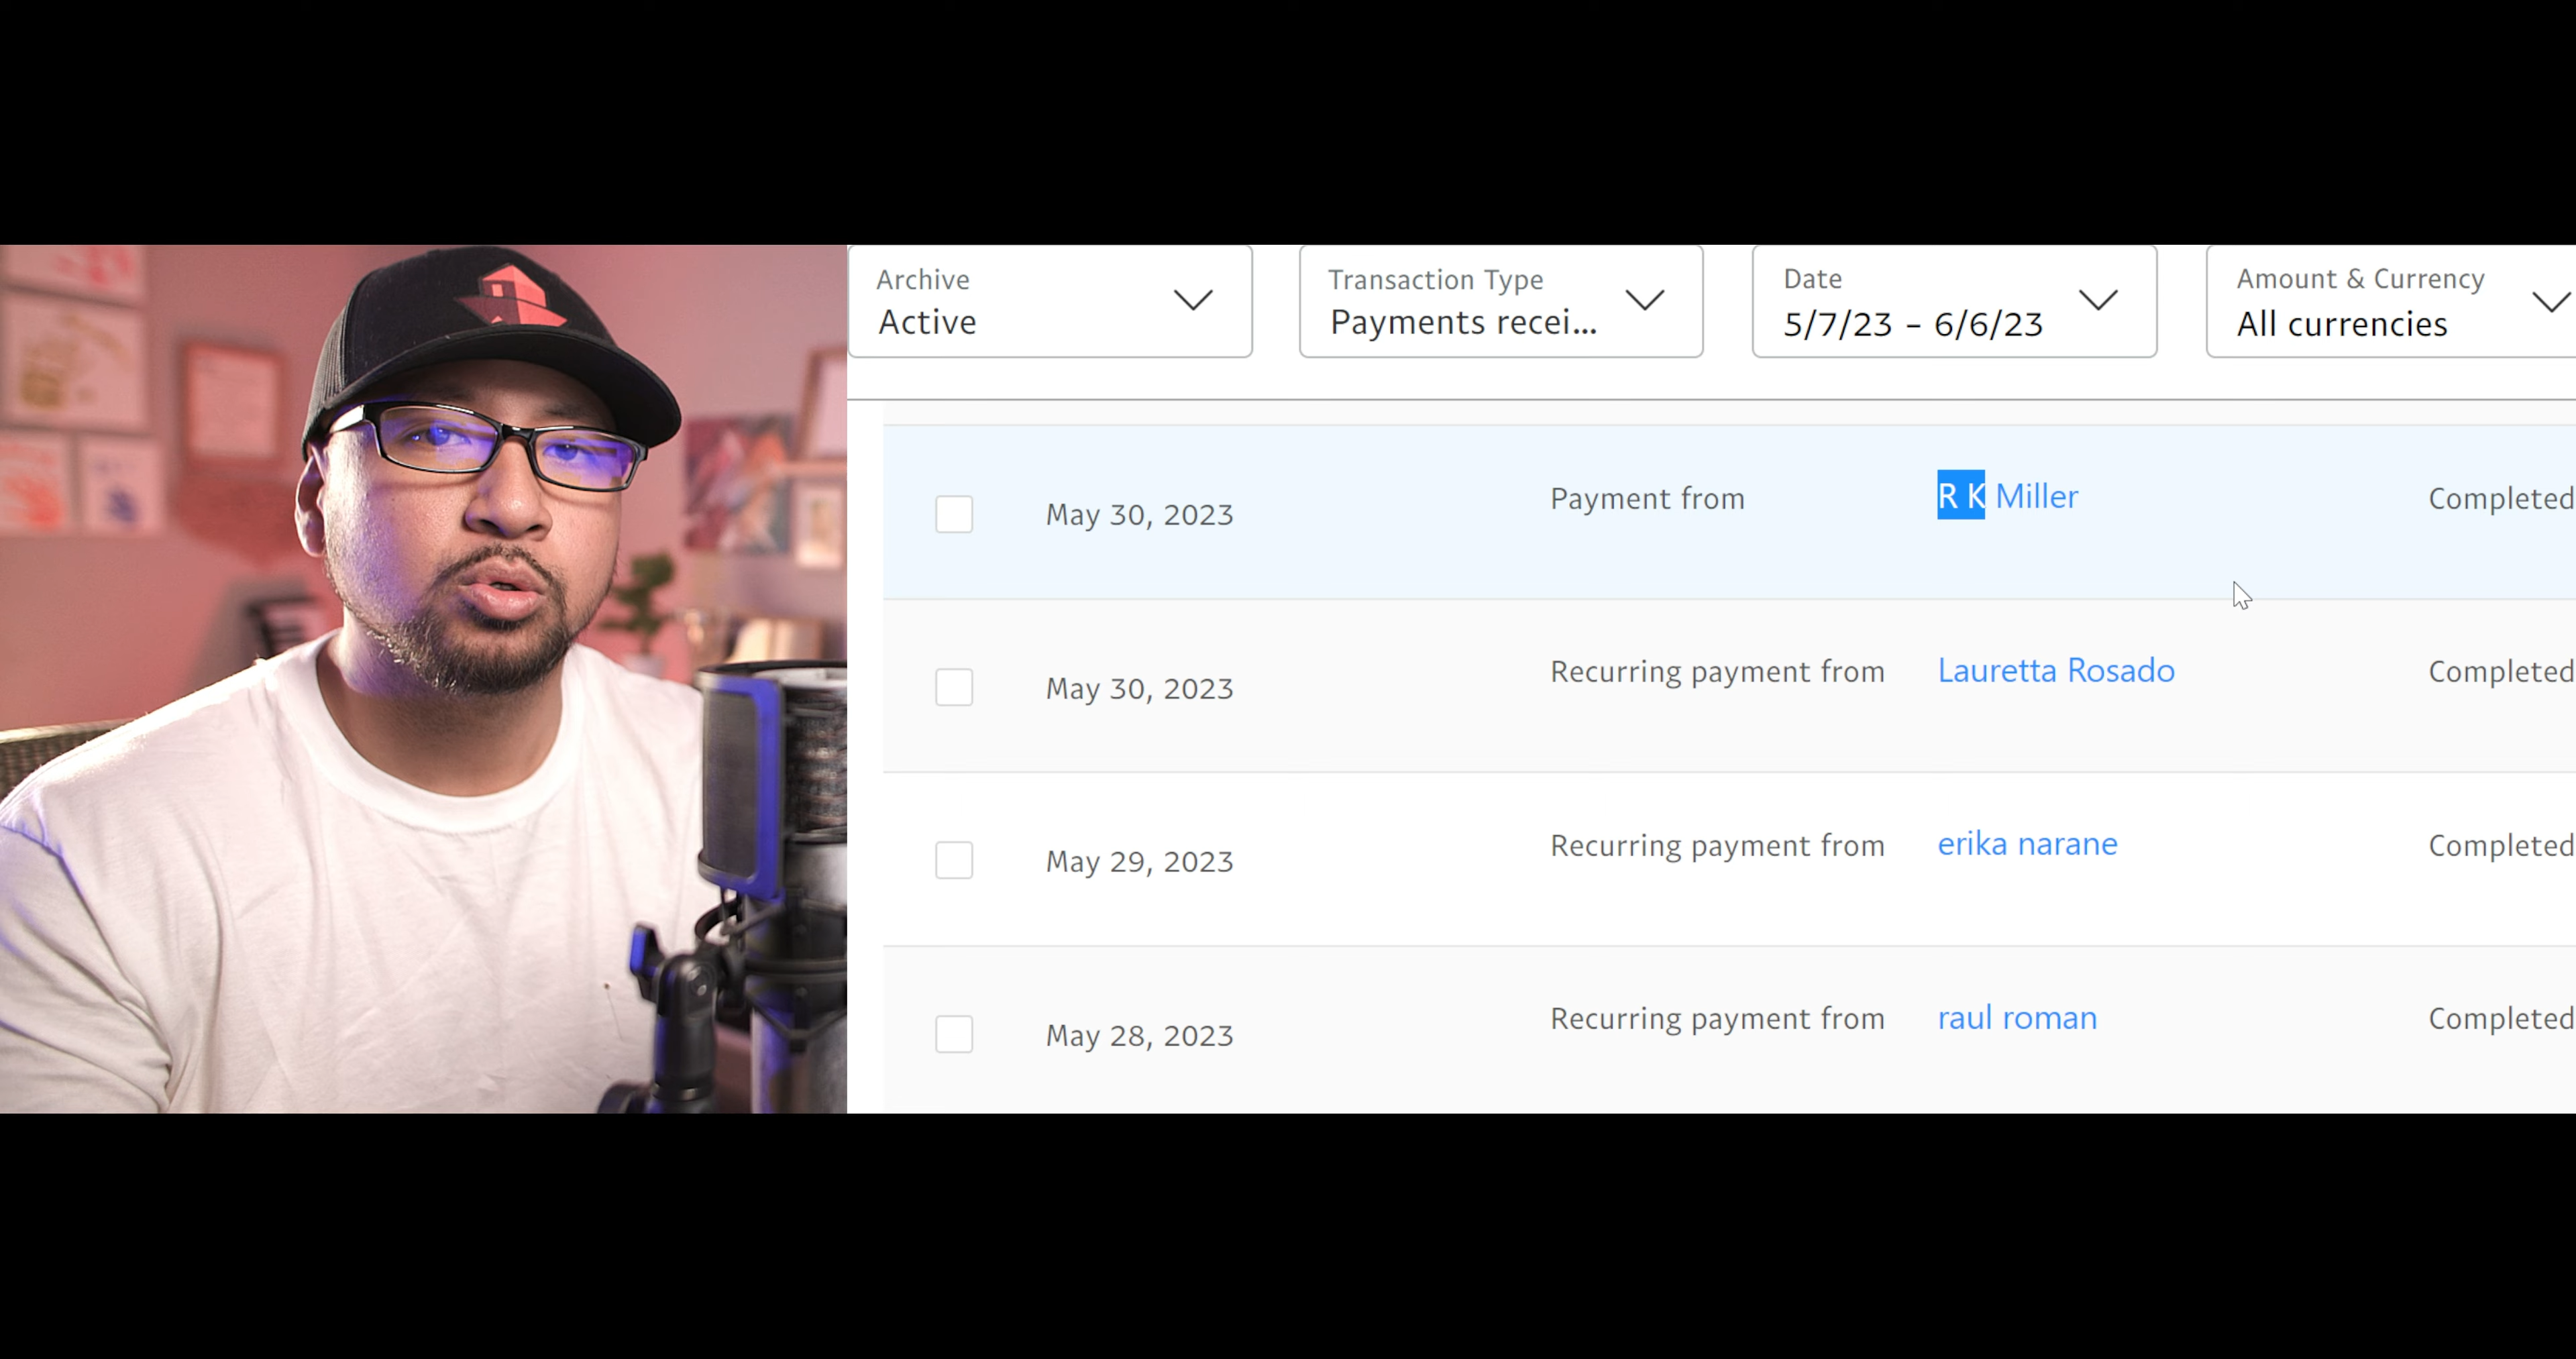 Archive
Active
Transaction Type
Payments recei...
Date
5/7/23 – 6/6/23
Amount & Currency
All currencies
May 30, 2023 Payment from R K Miller Completed
May 30, 2023 Recurring payment from Lauretta Rosado Completed
May 29, 2023 Recurring payment from erika narane Completed
May 28, 2023 Recurring payment from raul roman Completed